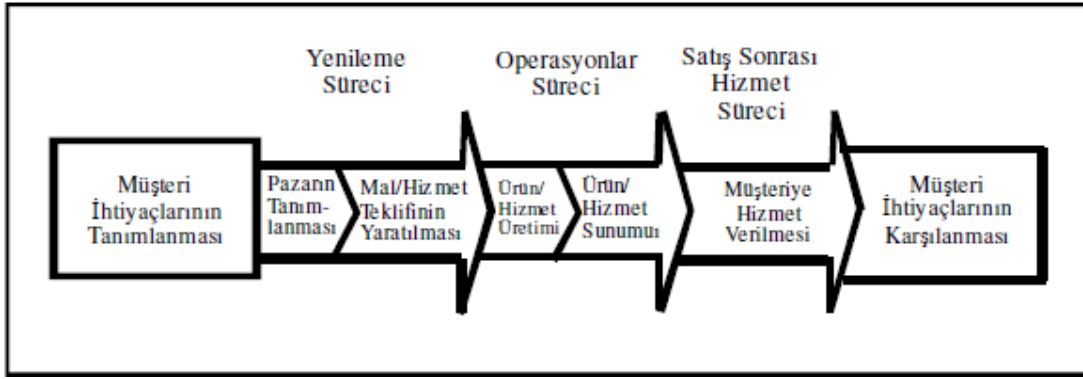 Yenileme
Süreci
Operasyonlar
Süreci
Satış Sonrası
Hizmet
Süreci
Müşteri
İhtiyaçlarının
Tanımlanması
Pazarın
Tanım-
lanması
Mal/Hizmet
Teklifinin
Yaratılması
Ürün/
Hizmet
Üretimi
Ürün/
Hizmet
Sunumu
Müşteriye
Hizmet
Verilmesi
Müşteri
İhtiyaçlarının
Karşılanması